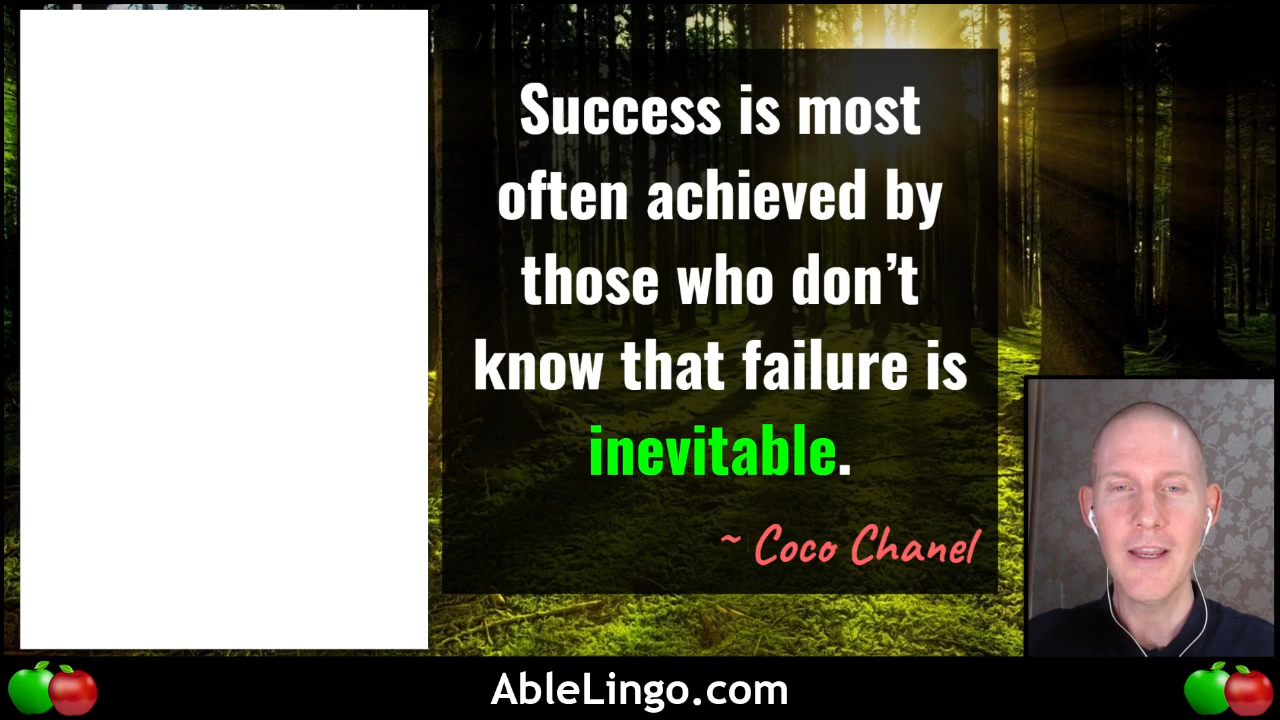 Success is most
often achieved by
those who don’t
know that failure is
inevitable.
~ Coco Chanel
AbleLingo.com